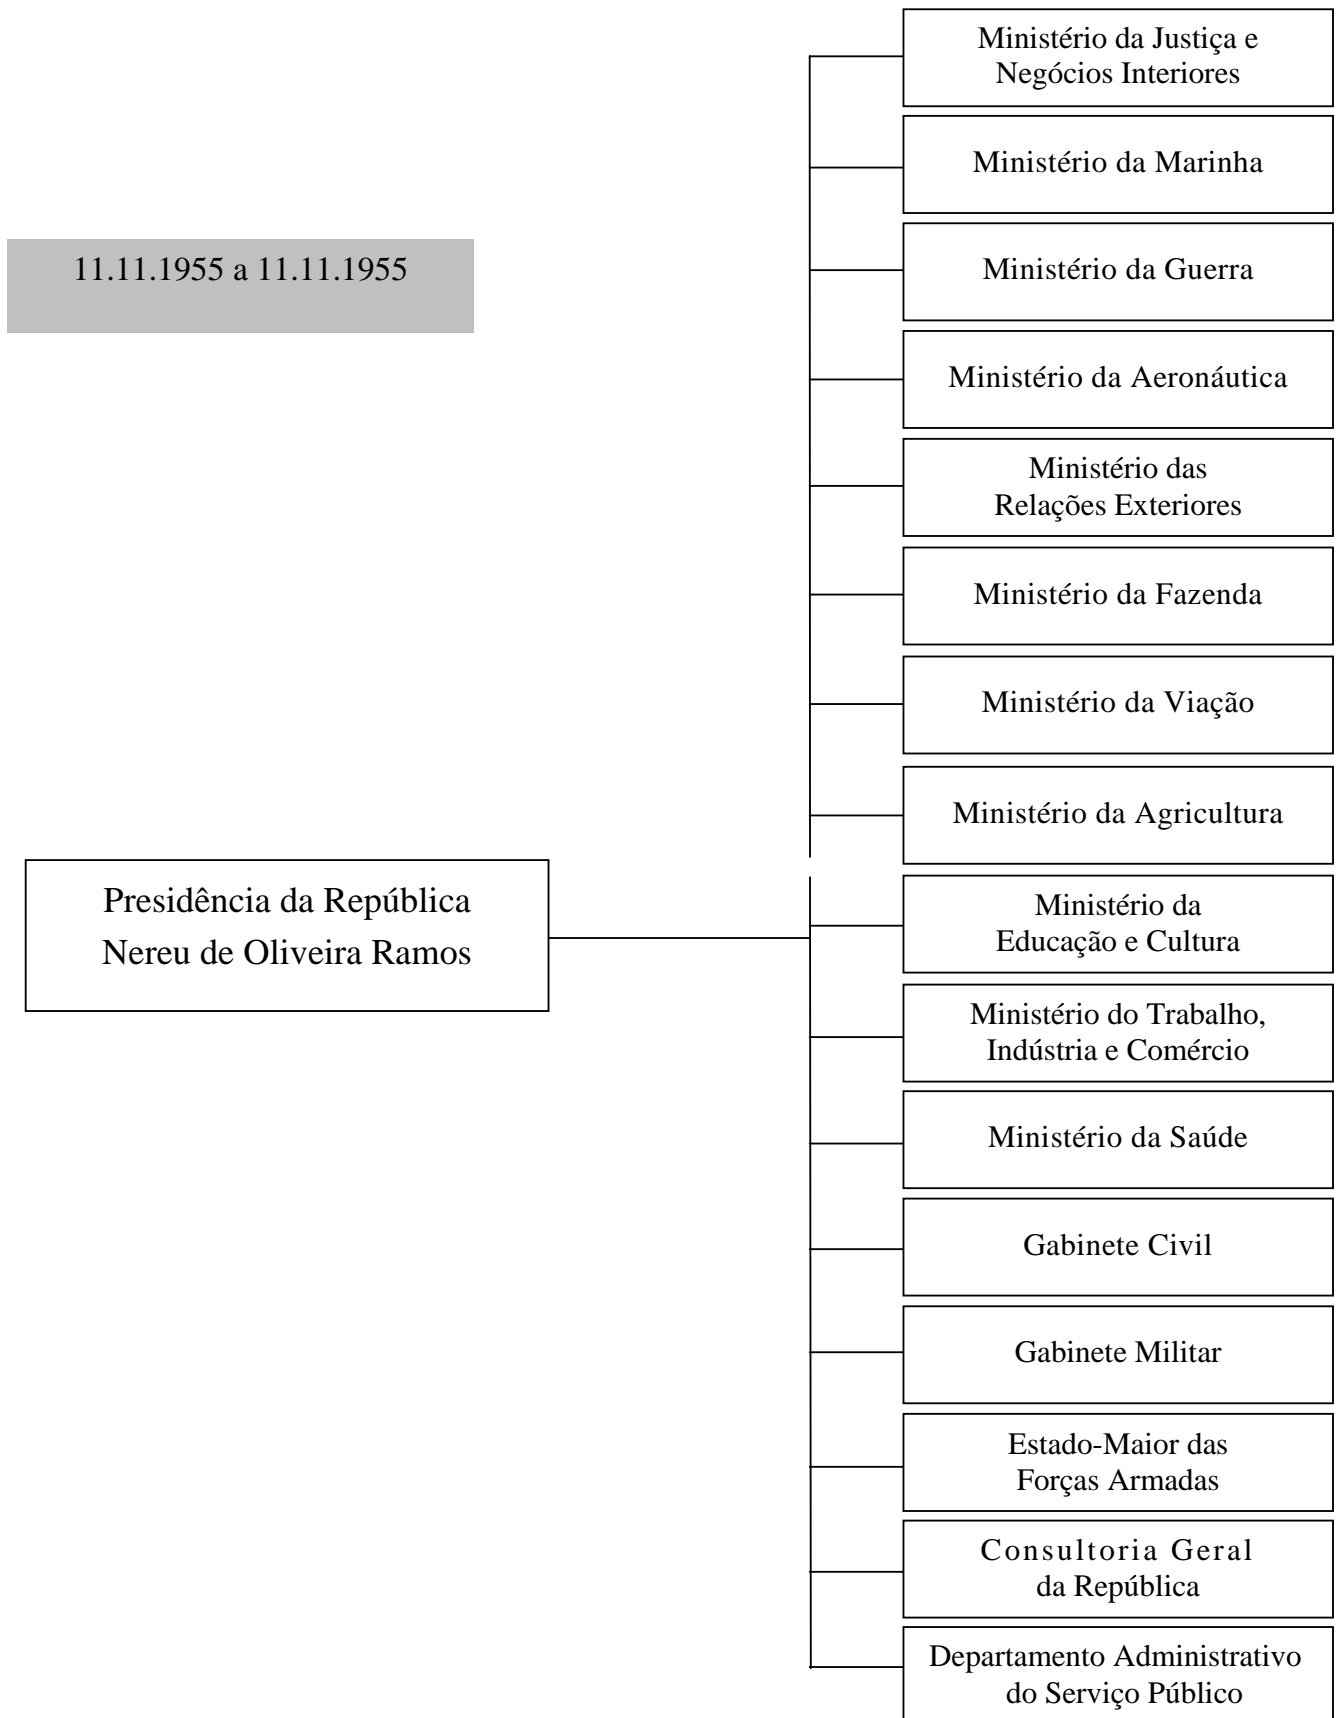 Ministério da Justiça e
Negócios Interiores
Ministério da Marinha
11.11.1955 a 11.11.1955
Ministério da Guerra
Ministério da Aeronáutica
Ministério das
Relações Exteriores
Ministério da Fazenda
Ministério da Viação
Ministério da Agricultura
Presidência da República
Nereu de Oliveira Ramos
Ministério da
Educação e Cultura
Ministério do Trabalho,
Indústria e Comércio
Ministério da Saúde
Gabinete Civil
Gabinete Militar
Estado-Maior das
Forças Armadas
Consultoria Geral
da República
Departamento Administrativo
do Serviço Público